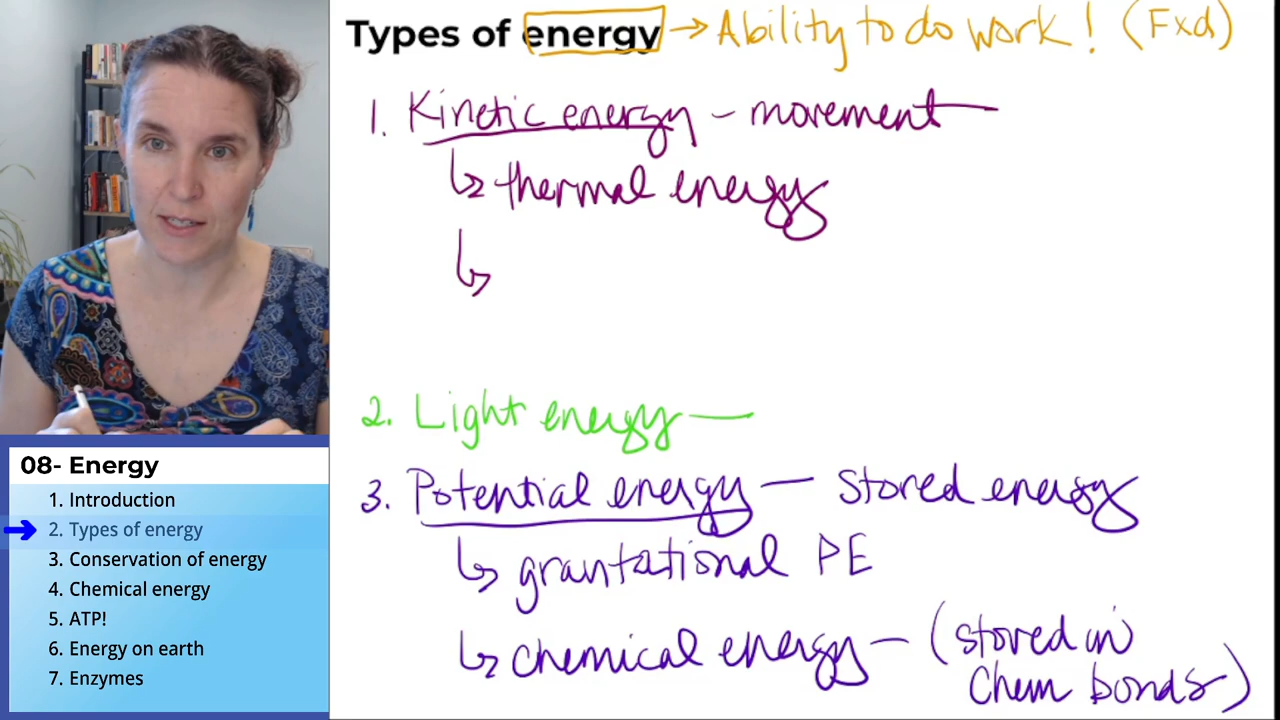 Types of energy → Ability to do work! (Fxd)
1. Kinetic energy - movement
↳ thermal energy
↳
2. Light energy —
3. Potential energy — stored energy
↳ gravitational PE
↳ chemical energy — (stored in
chem bonds)
08- Energy
1. Introduction
2. Types of energy
3. Conservation of energy
4. Chemical energy
5. ATP!
6. Energy on earth
7. Enzymes